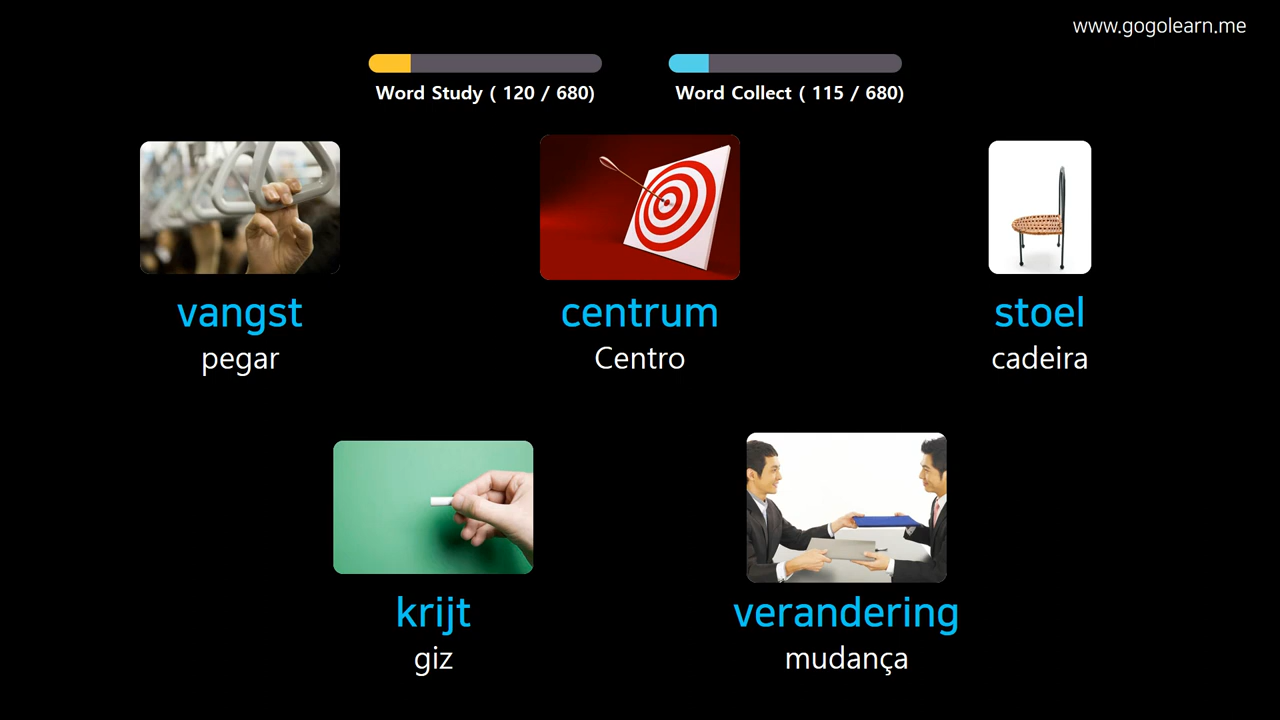 www.gogolearn.me
Word Study ( 120 / 680)
Word Collect ( 115 / 680)
vangst
pegar
centrum
Centro
stoel
cadeira
krijt
giz
verandering
mudança